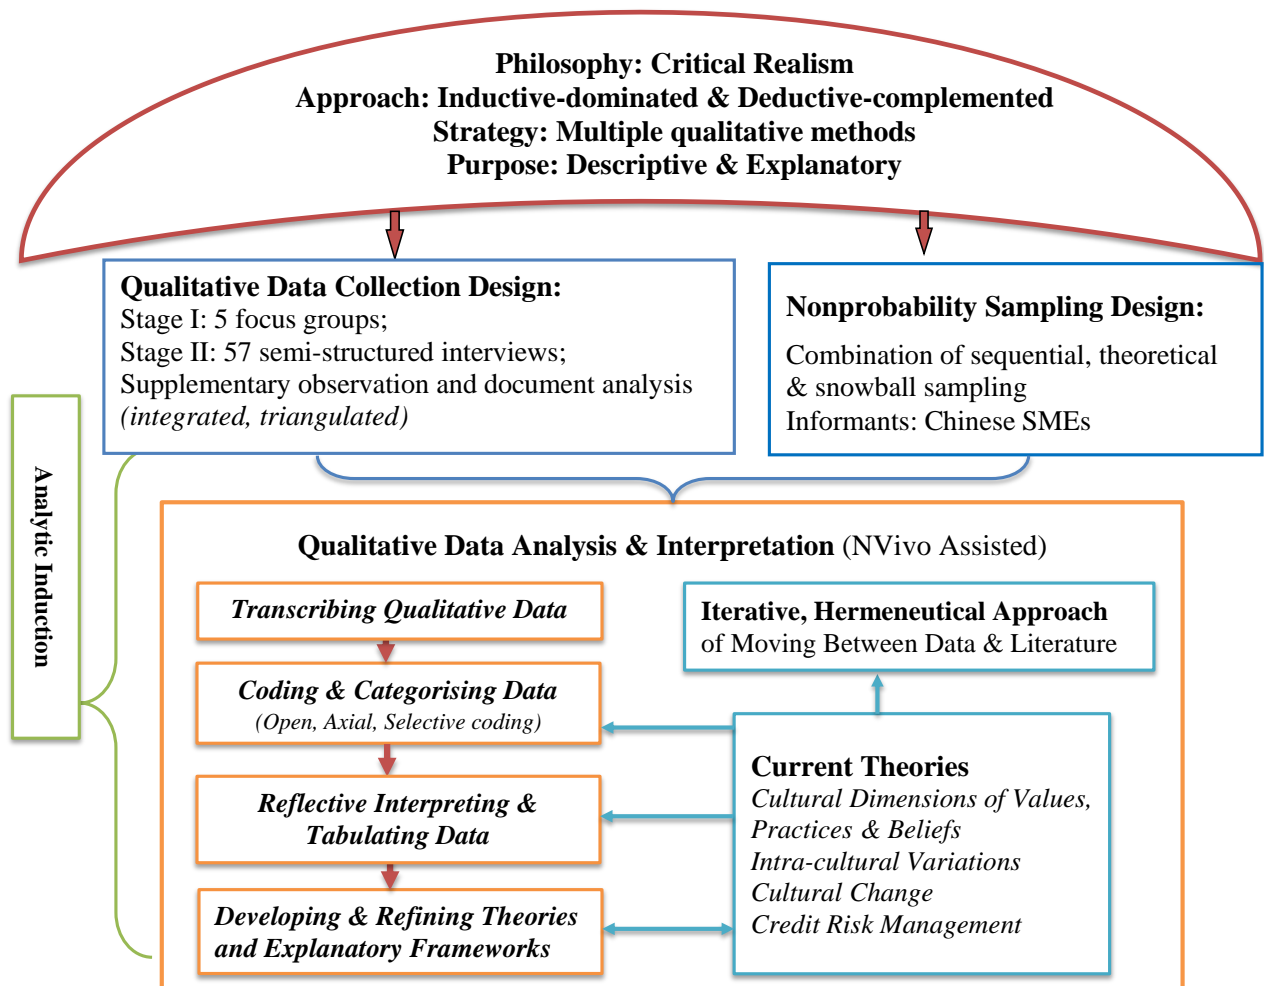 Philosophy: Critical Realism
Approach: Inductive-dominated & Deductive-complemented
Strategy: Multiple qualitative methods
Purpose: Descriptive & Explanatory
Qualitative Data Collection Design:
Stage I: 5 focus groups;
Stage II: 57 semi-structured interviews;
Supplementary observation and document analysis
(integrated, triangulated)
Nonprobability Sampling Design:
Combination of sequential, theoretical
& snowball sampling
Informants: Chinese SMEs
Analytic Induction
Qualitative Data Analysis & Interpretation (NVivo Assisted)
Transcribing Qualitative Data
Coding & Categorising Data
(Open, Axial, Selective coding)
Reflective Interpreting &
Tabulating Data
Developing & Refining Theories
and Explanatory Frameworks
Iterative, Hermeneutical Approach
of Moving Between Data & Literature
Current Theories
Cultural Dimensions of Values,
Practices & Beliefs
Intra-cultural Variations
Cultural Change
Credit Risk Management